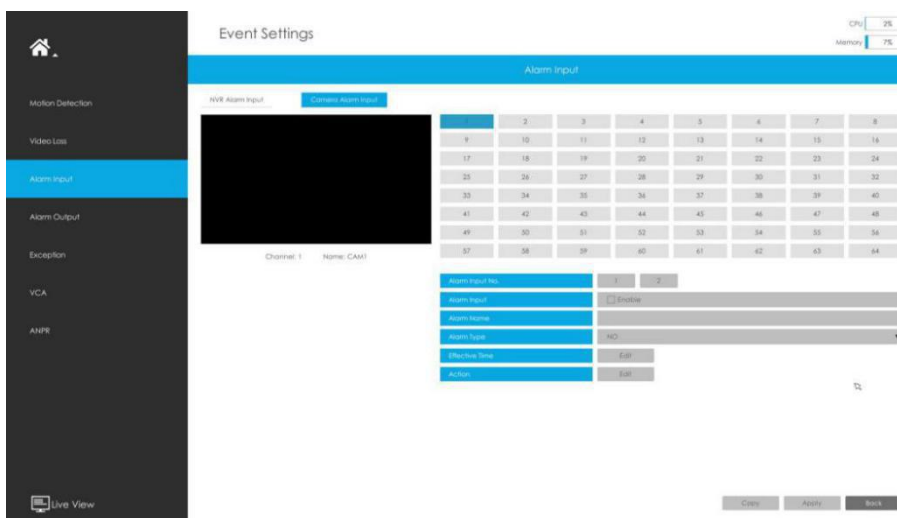 Event Settings
CPU 2%
Memory 7%
Alarm Input
Motion Detection
Video Loss
Alarm Input
Alarm Output
Exception
VCA
ANPR
Live View
NVR Alarm Input Camera Alarm Input
Channel: 1 Name: CAM1
1 2 3 4 5 6 7 8
9 10 11 12 13 14 15 16
17 18 19 20 21 22 23 24
25 26 27 28 29 30 31 32
33 34 35 36 37 38 39 40
41 42 43 44 45 46 47 48
49 50 51 52 53 54 55 56
57 58 59 60 61 62 63 64
Alarm Input No. 1 2
Alarm Input Enable
Alarm Name
Alarm Type NO
Effective Time Edit
Action Edit
Copy Apply Back